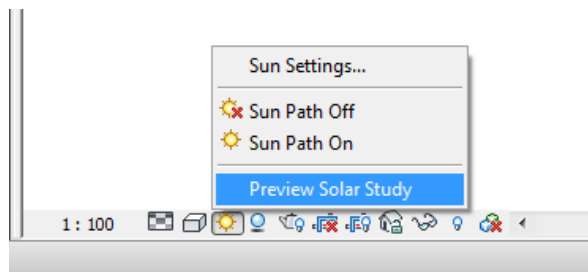 Sun Settings...
Sun Path Off
Sun Path On
Preview Solar Study
1 : 100